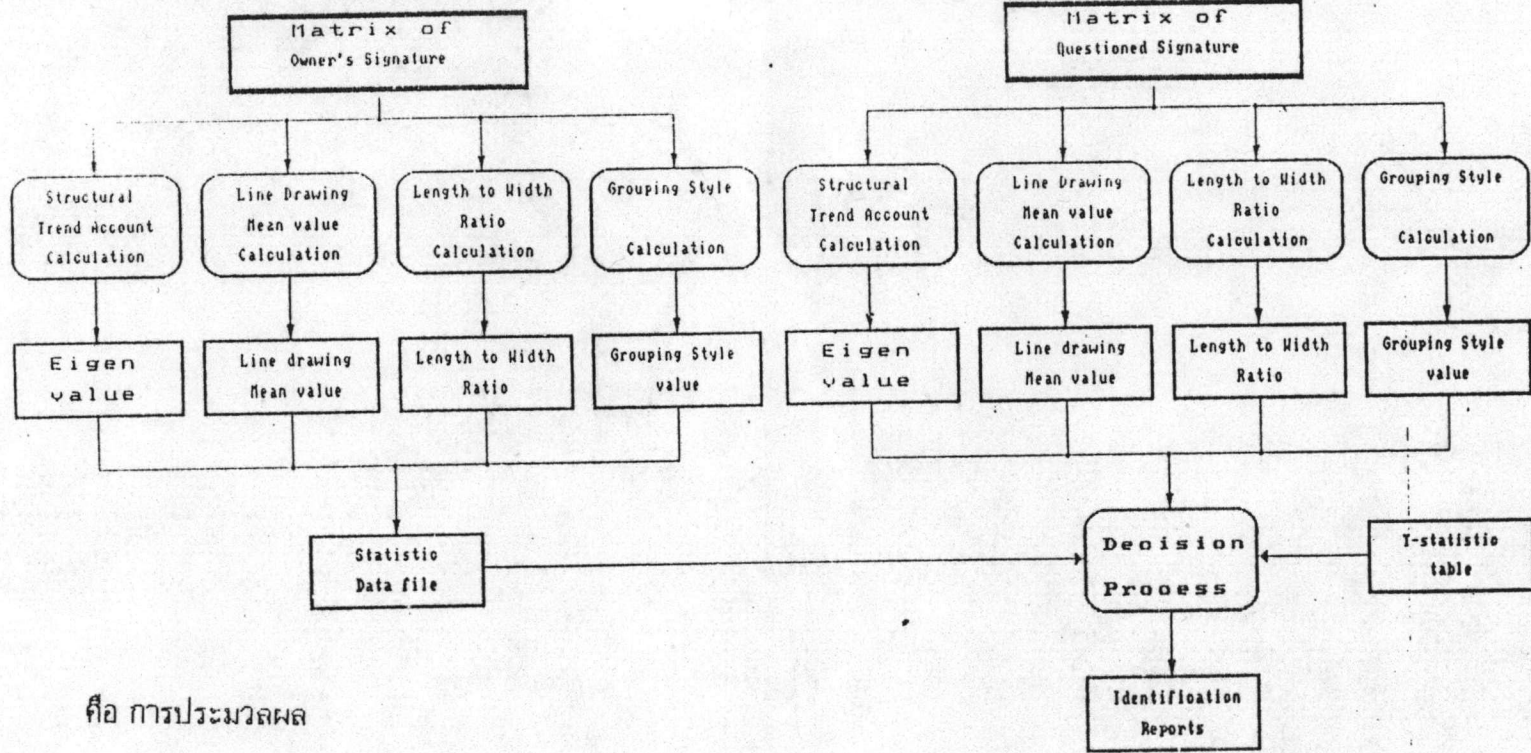 Matrix of
Owner's Signature
Matrix of
Questioned Signature
Structural
Trend Account
Calculation
Line Drawing
Mean value
Calculation
Length to Width
Ratio
Calculation
Grouping Style
Calculation
Structural
Trend Account
Calculation
Line Drawing
Mean value
Calculation
Length to Width
Ratio
Calculation
Grouping Style
Calculation
Eigen
value
Line drawing
Mean value
Length to Width
Ratio
Grouping Style
value
Eigen
value
Line drawing
Mean value
Length to Width
Ratio
Grouping Style
value
Statistic
Data file
Decision
Process
T-statistic
table
Identification
Reports
คือ การประมวลผล